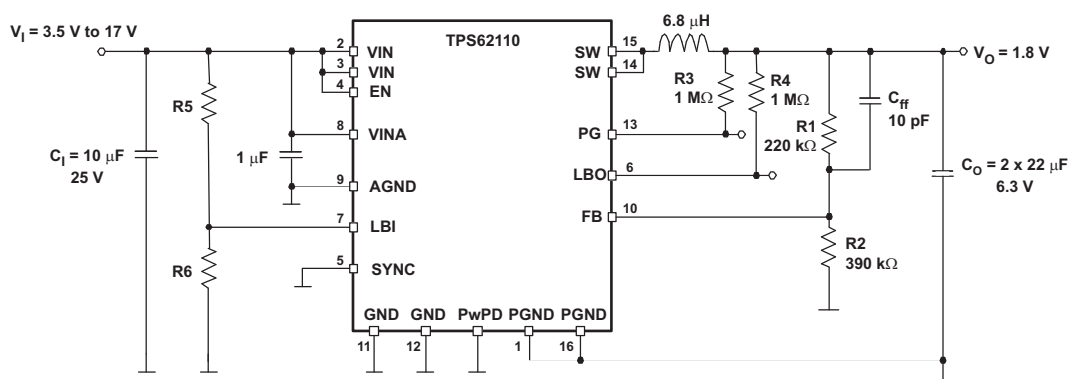 V_I = 3.5 V to 17 V
TPS62110
6.8 μH
V_O = 1.8 V
2 VIN
3 VIN
4 EN
8 VINA
9 AGND
7 LBI
5 SYNC
SW 15
SW 14
PG 13
LBO 6
FB 10
R5
R6
C_I = 10 μF
25 V
1 μF
R3
1 MΩ
R4
1 MΩ
R1
220 kΩ
C_ff
10 pF
C_O = 2 x 22 μF
6.3 V
R2
390 kΩ
GND GND PwPD PGND PGND
11 12 1 16